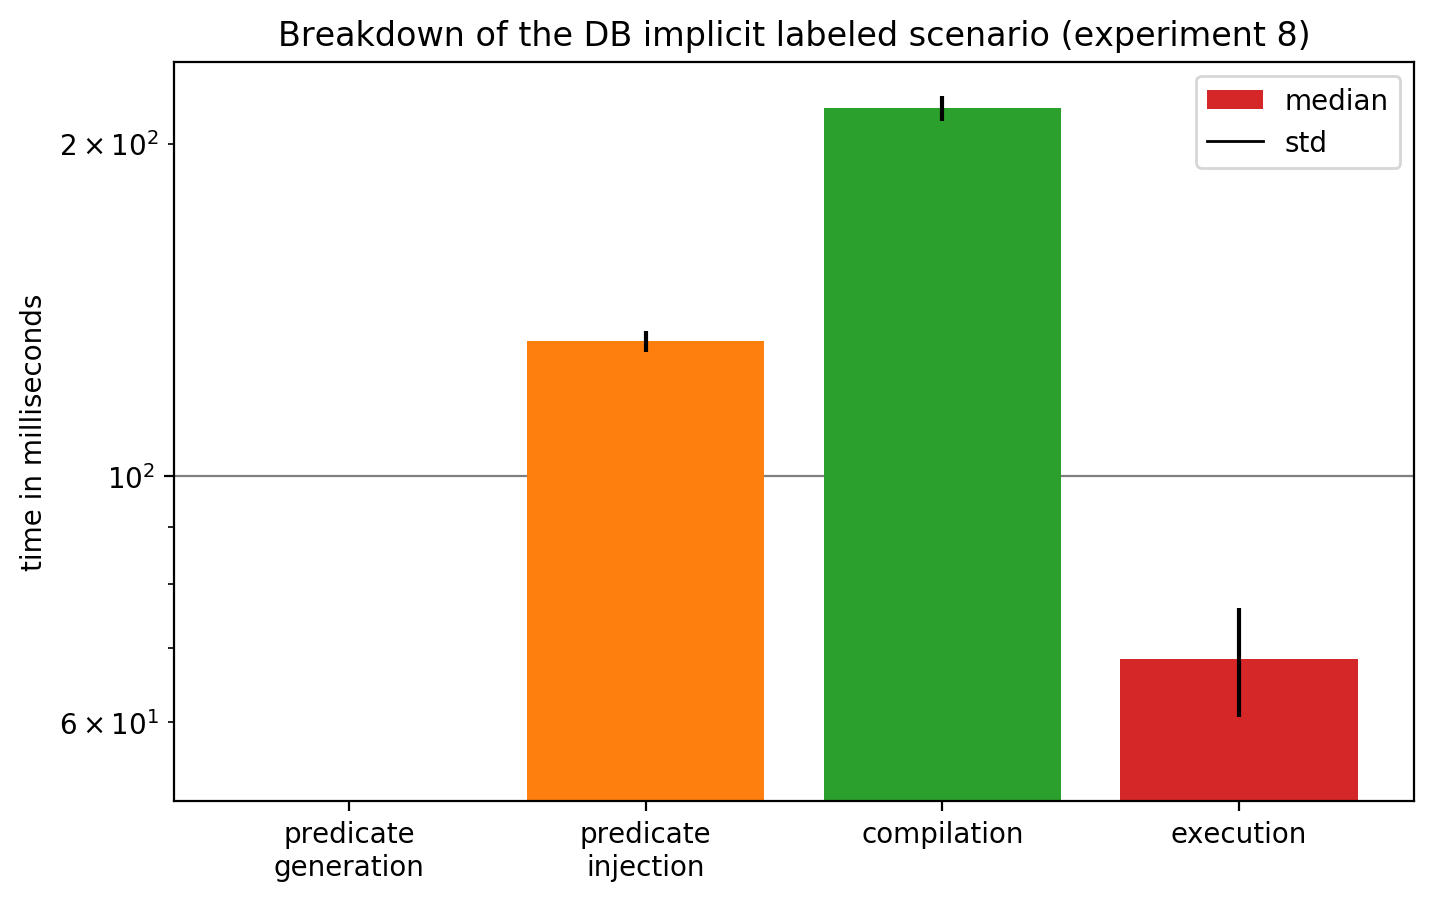 Breakdown of the DB implicit labeled scenario (experiment 8)
median
std
time in milliseconds
2 × 10²
10²
6 × 10¹
predicate
generation
predicate
injection
compilation
execution